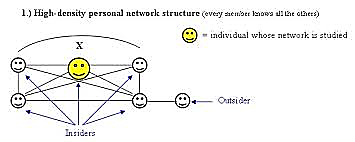 1.) High-density personal network structure (every member knows all the others)
= individual whose network is studied
X
Outsider
Insiders